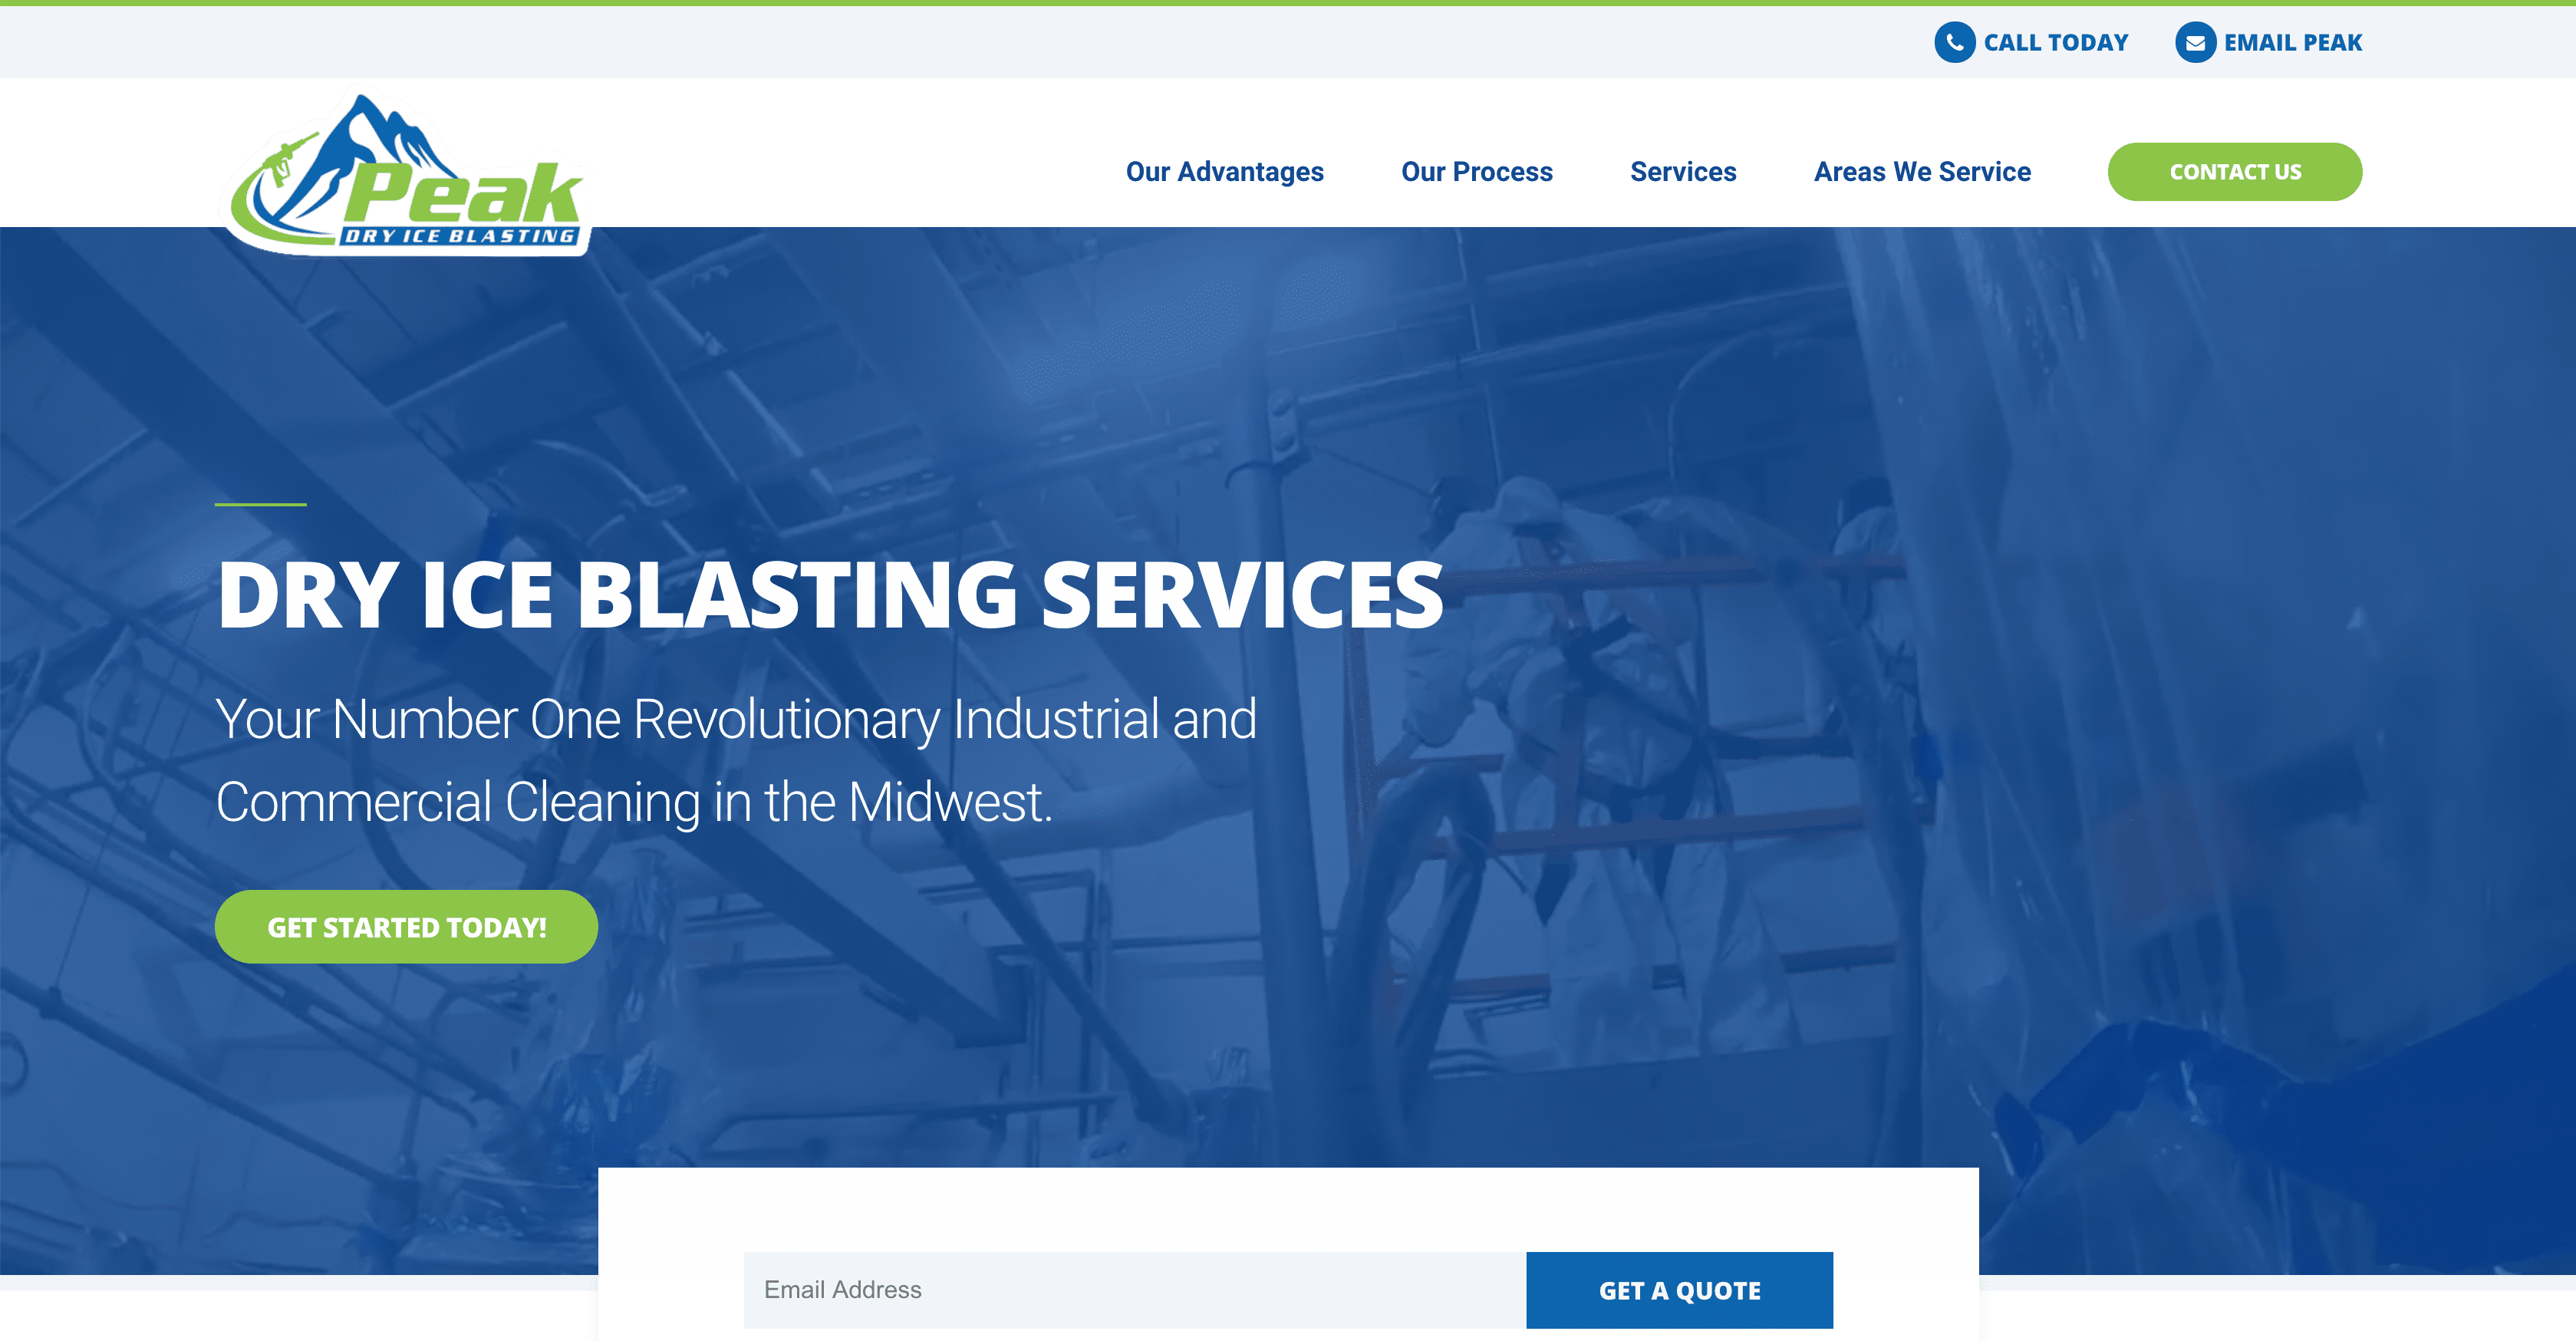 CALL TODAY
EMAIL PEAK
Peak
DRY ICE BLASTING
Our Advantages
Our Process
Services
Areas We Service
CONTACT US
DRY ICE BLASTING SERVICES
Your Number One Revolutionary Industrial and
Commercial Cleaning in the Midwest.
GET STARTED TODAY!
Email Address
GET A QUOTE